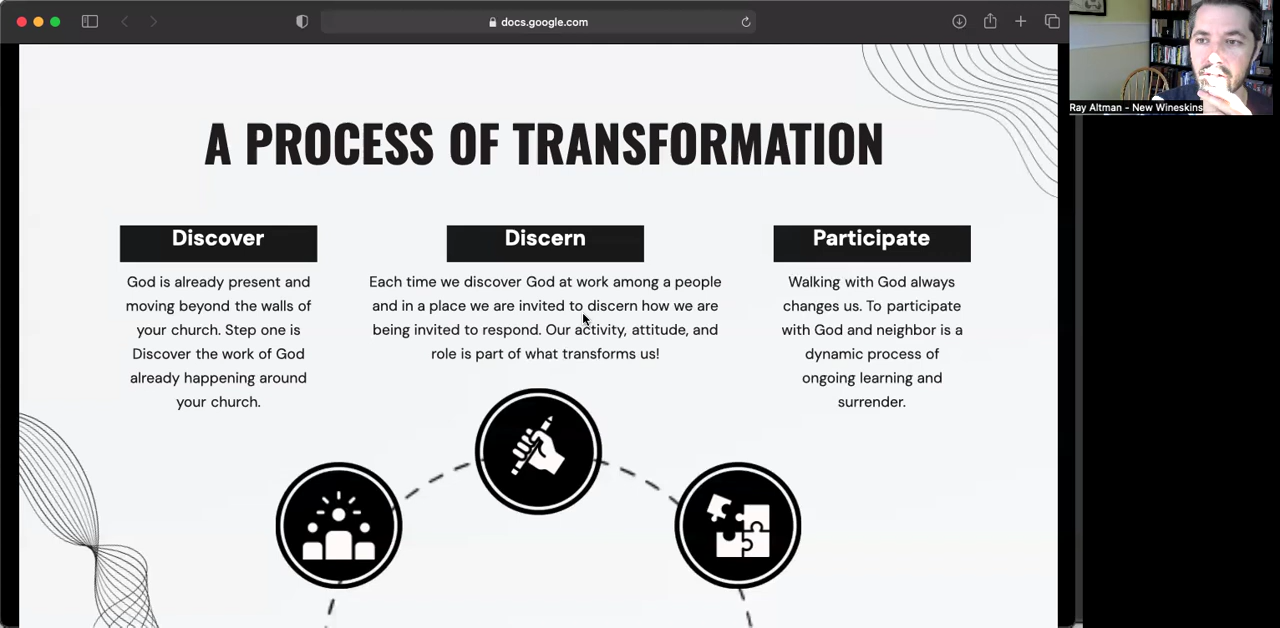 docs.google.com
Ray Altman - New Wineskins
A PROCESS OF TRANSFORMATION
Discover
God is already present and
moving beyond the walls of
your church. Step one is
Discover the work of God
already happening around
your church.
Discern
Each time we discover God at work among a people
and in a place we are invited to discern how we are
being invited to respond. Our activity, attitude, and
role is part of what transforms us!
Participate
Walking with God always
changes us. To participate
with God and neighbor is a
dynamic process of
ongoing learning and
surrender.